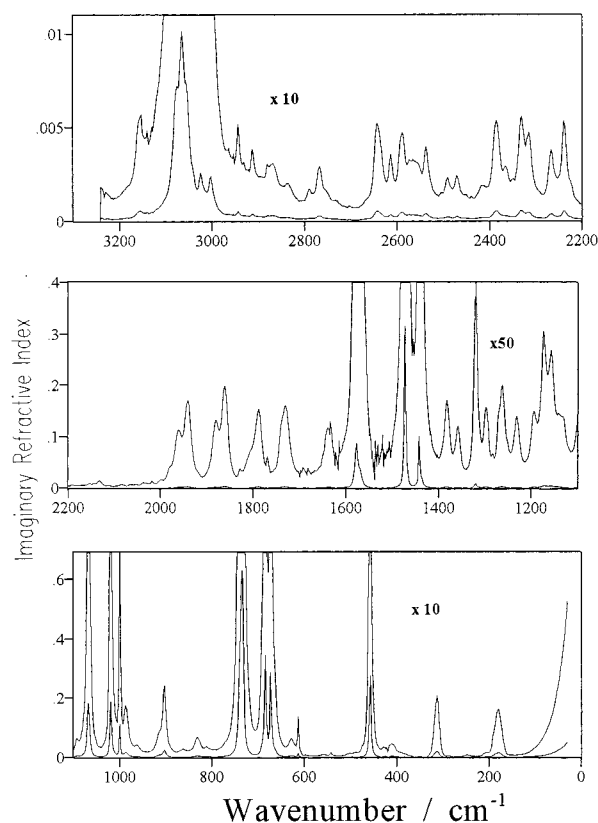 .01
.005
0
x 10
3200 3000 2800 2600 2400 2200
Imaginary Refractive Index
.4
.3
.2
.1
0
x50
2200 2000 1800 1600 1400 1200
.6
.4
.2
0
x 10
1000 800 600 400 200 0
Wavenumber / cm-1